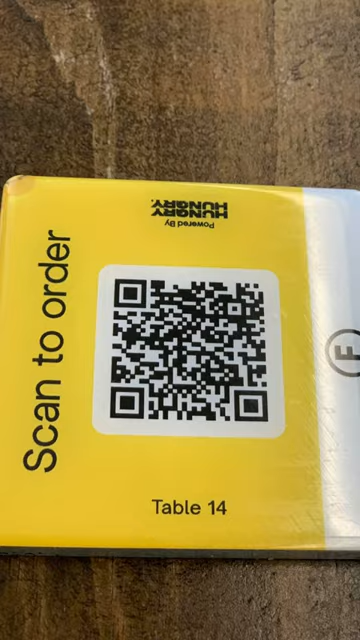 Scan to order
Powered By
HUNGRY
HUNGRY
Table 14
E